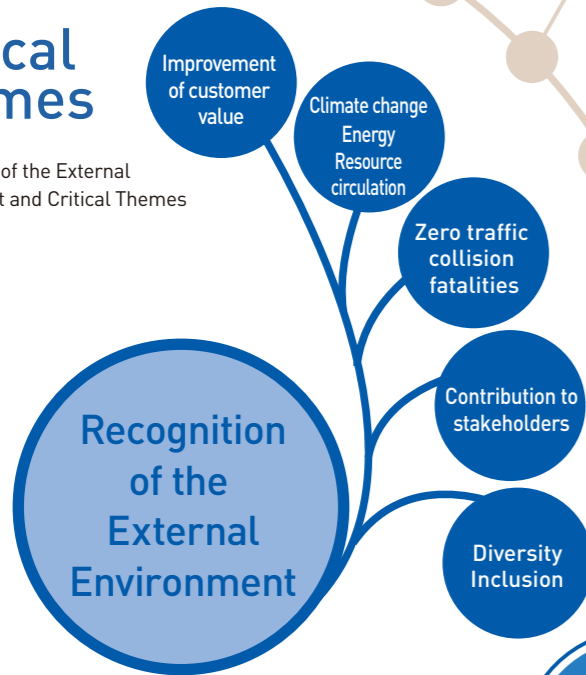 cal
mes
of the External
t and Critical Themes
Improvement
of customer
value
Climate change
Energy
Resource
circulation
Zero traffic
collision
fatalities
Contribution to
stakeholders
Diversity
Inclusion
Recognition
of the
External
Environment